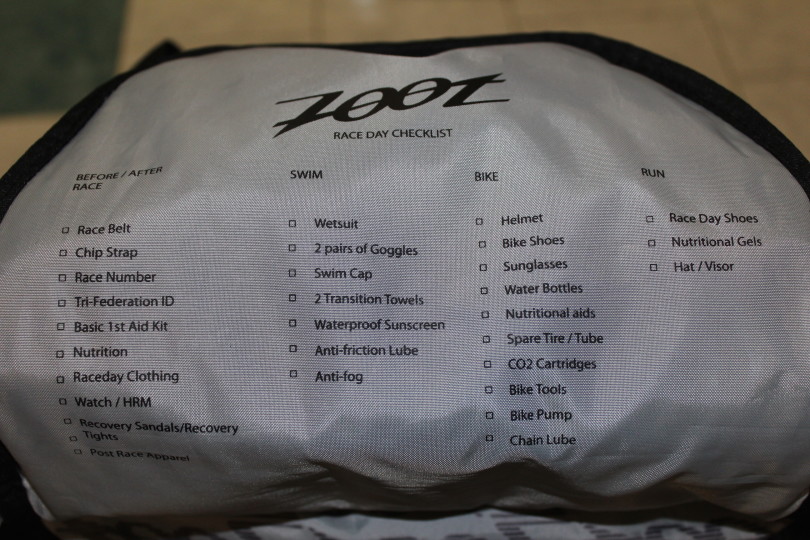 ZOOT
RACE DAY CHECKLIST
BEFORE / AFTER
RACE
Race Belt
Chip Strap
Race Number
Tri-Federation ID
Basic 1st Aid Kit
Nutrition
Raceday Clothing
Watch / HRM
Recovery Sandals/Recovery
Tights
Post Race Apparel
SWIM
Wetsuit
2 pairs of Goggles
Swim Cap
2 Transition Towels
Waterproof Sunscreen
Anti-friction Lube
Anti-fog
BIKE
Helmet
Bike Shoes
Sunglasses
Water Bottles
Nutritional aids
Spare Tire / Tube
CO2 Cartridges
Bike Tools
Bike Pump
Chain Lube
RUN
Race Day Shoes
Nutritional Gels
Hat / Visor